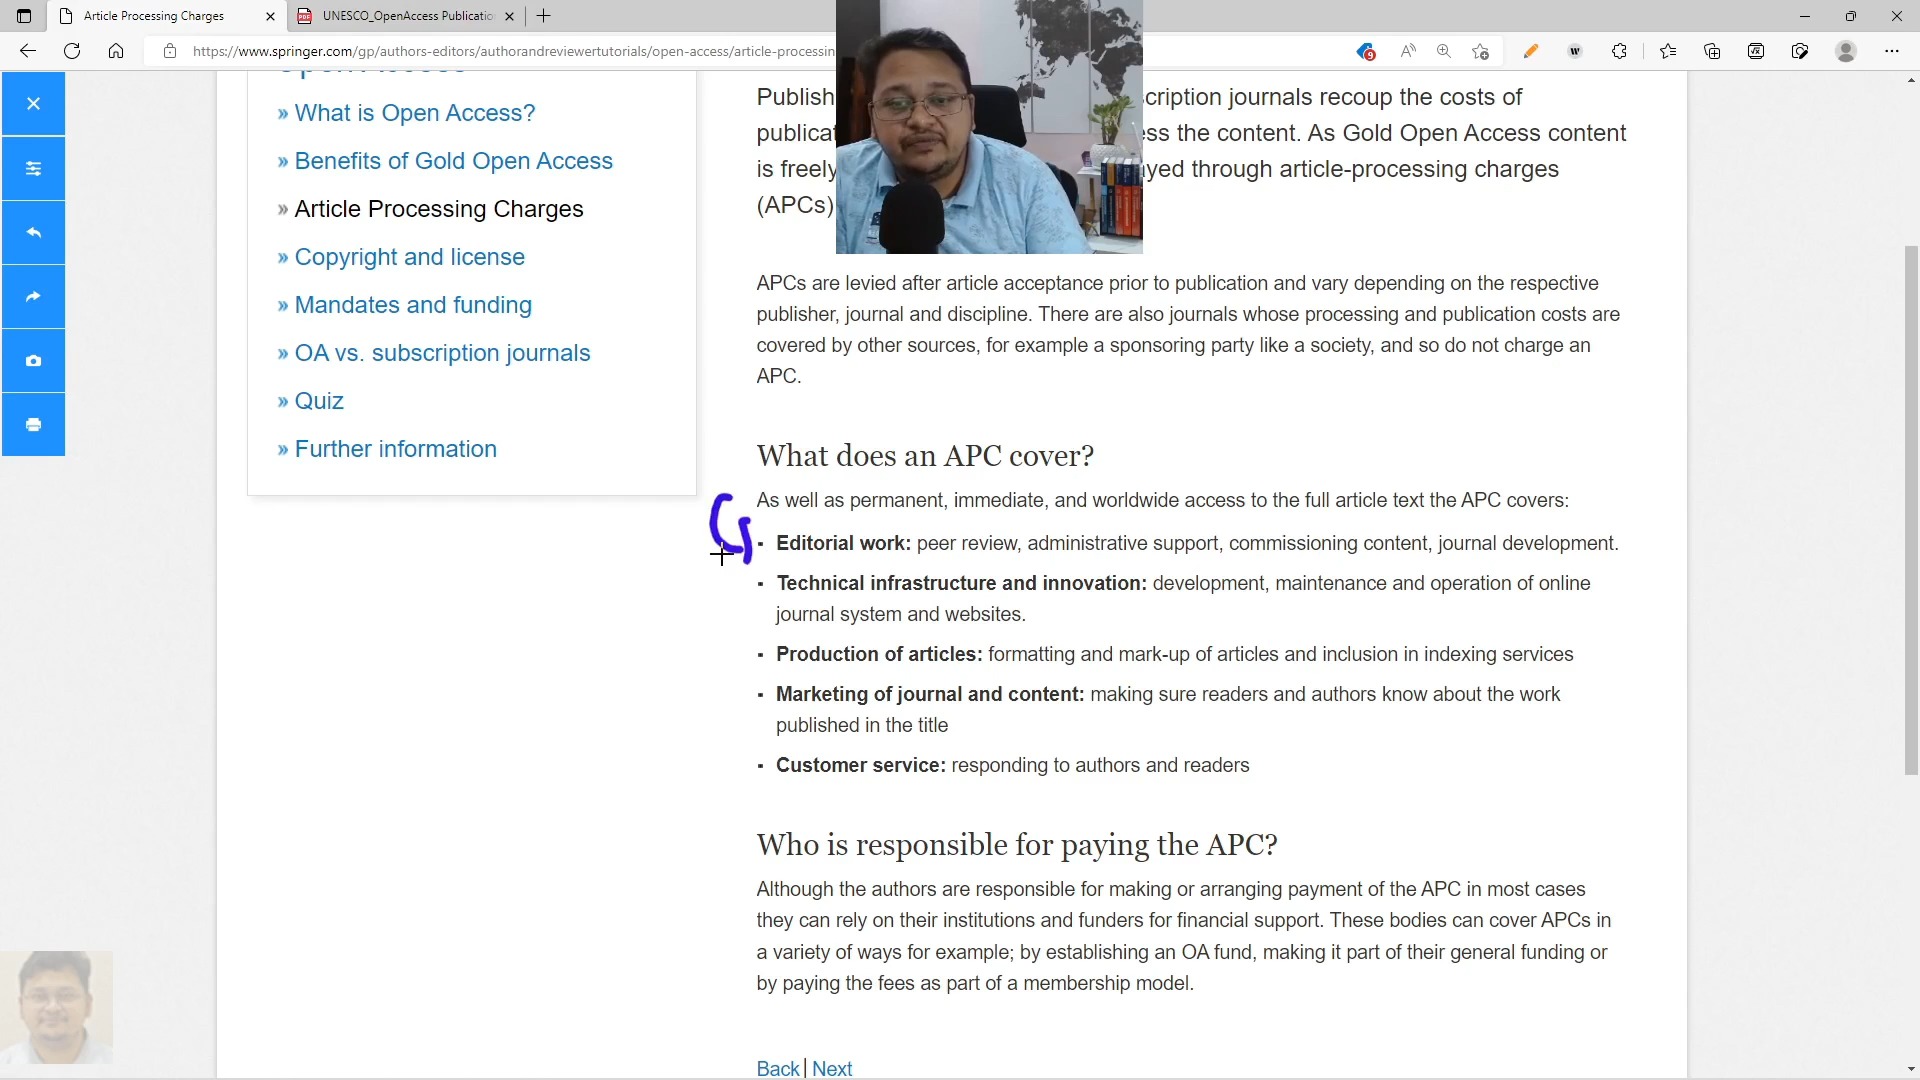 Article Processing Charges
UNESCO_OpenAccess Publicatio
https://www.springer.com/gp/authors-editors/authorandreviewertutorials/open-access/article-processin
What is Open Access?
Benefits of Gold Open Access
Article Processing Charges
Copyright and license
Mandates and funding
OA vs. subscription journals
Quiz
Further information
Publish cription journals recoup the costs of
publicat ss the content. As Gold Open Access content
is freely yed through article-processing charges
(APCs)
APCs are levied after article acceptance prior to publication and vary depending on the respective
publisher, journal and discipline. There are also journals whose processing and publication costs are
covered by other sources, for example a sponsoring party like a society, and so do not charge an
APC.
What does an APC cover?
As well as permanent, immediate, and worldwide access to the full article text the APC covers:
▪ Editorial work: peer review, administrative support, commissioning content, journal development.
▪ Technical infrastructure and innovation: development, maintenance and operation of online
journal system and websites.
▪ Production of articles: formatting and mark-up of articles and inclusion in indexing services
▪ Marketing of journal and content: making sure readers and authors know about the work
published in the title
▪ Customer service: responding to authors and readers
Who is responsible for paying the APC?
Although the authors are responsible for making or arranging payment of the APC in most cases
they can rely on their institutions and funders for financial support. These bodies can cover APCs in
a variety of ways for example; by establishing an OA fund, making it part of their general funding or
by paying the fees as part of a membership model.
Back | Next